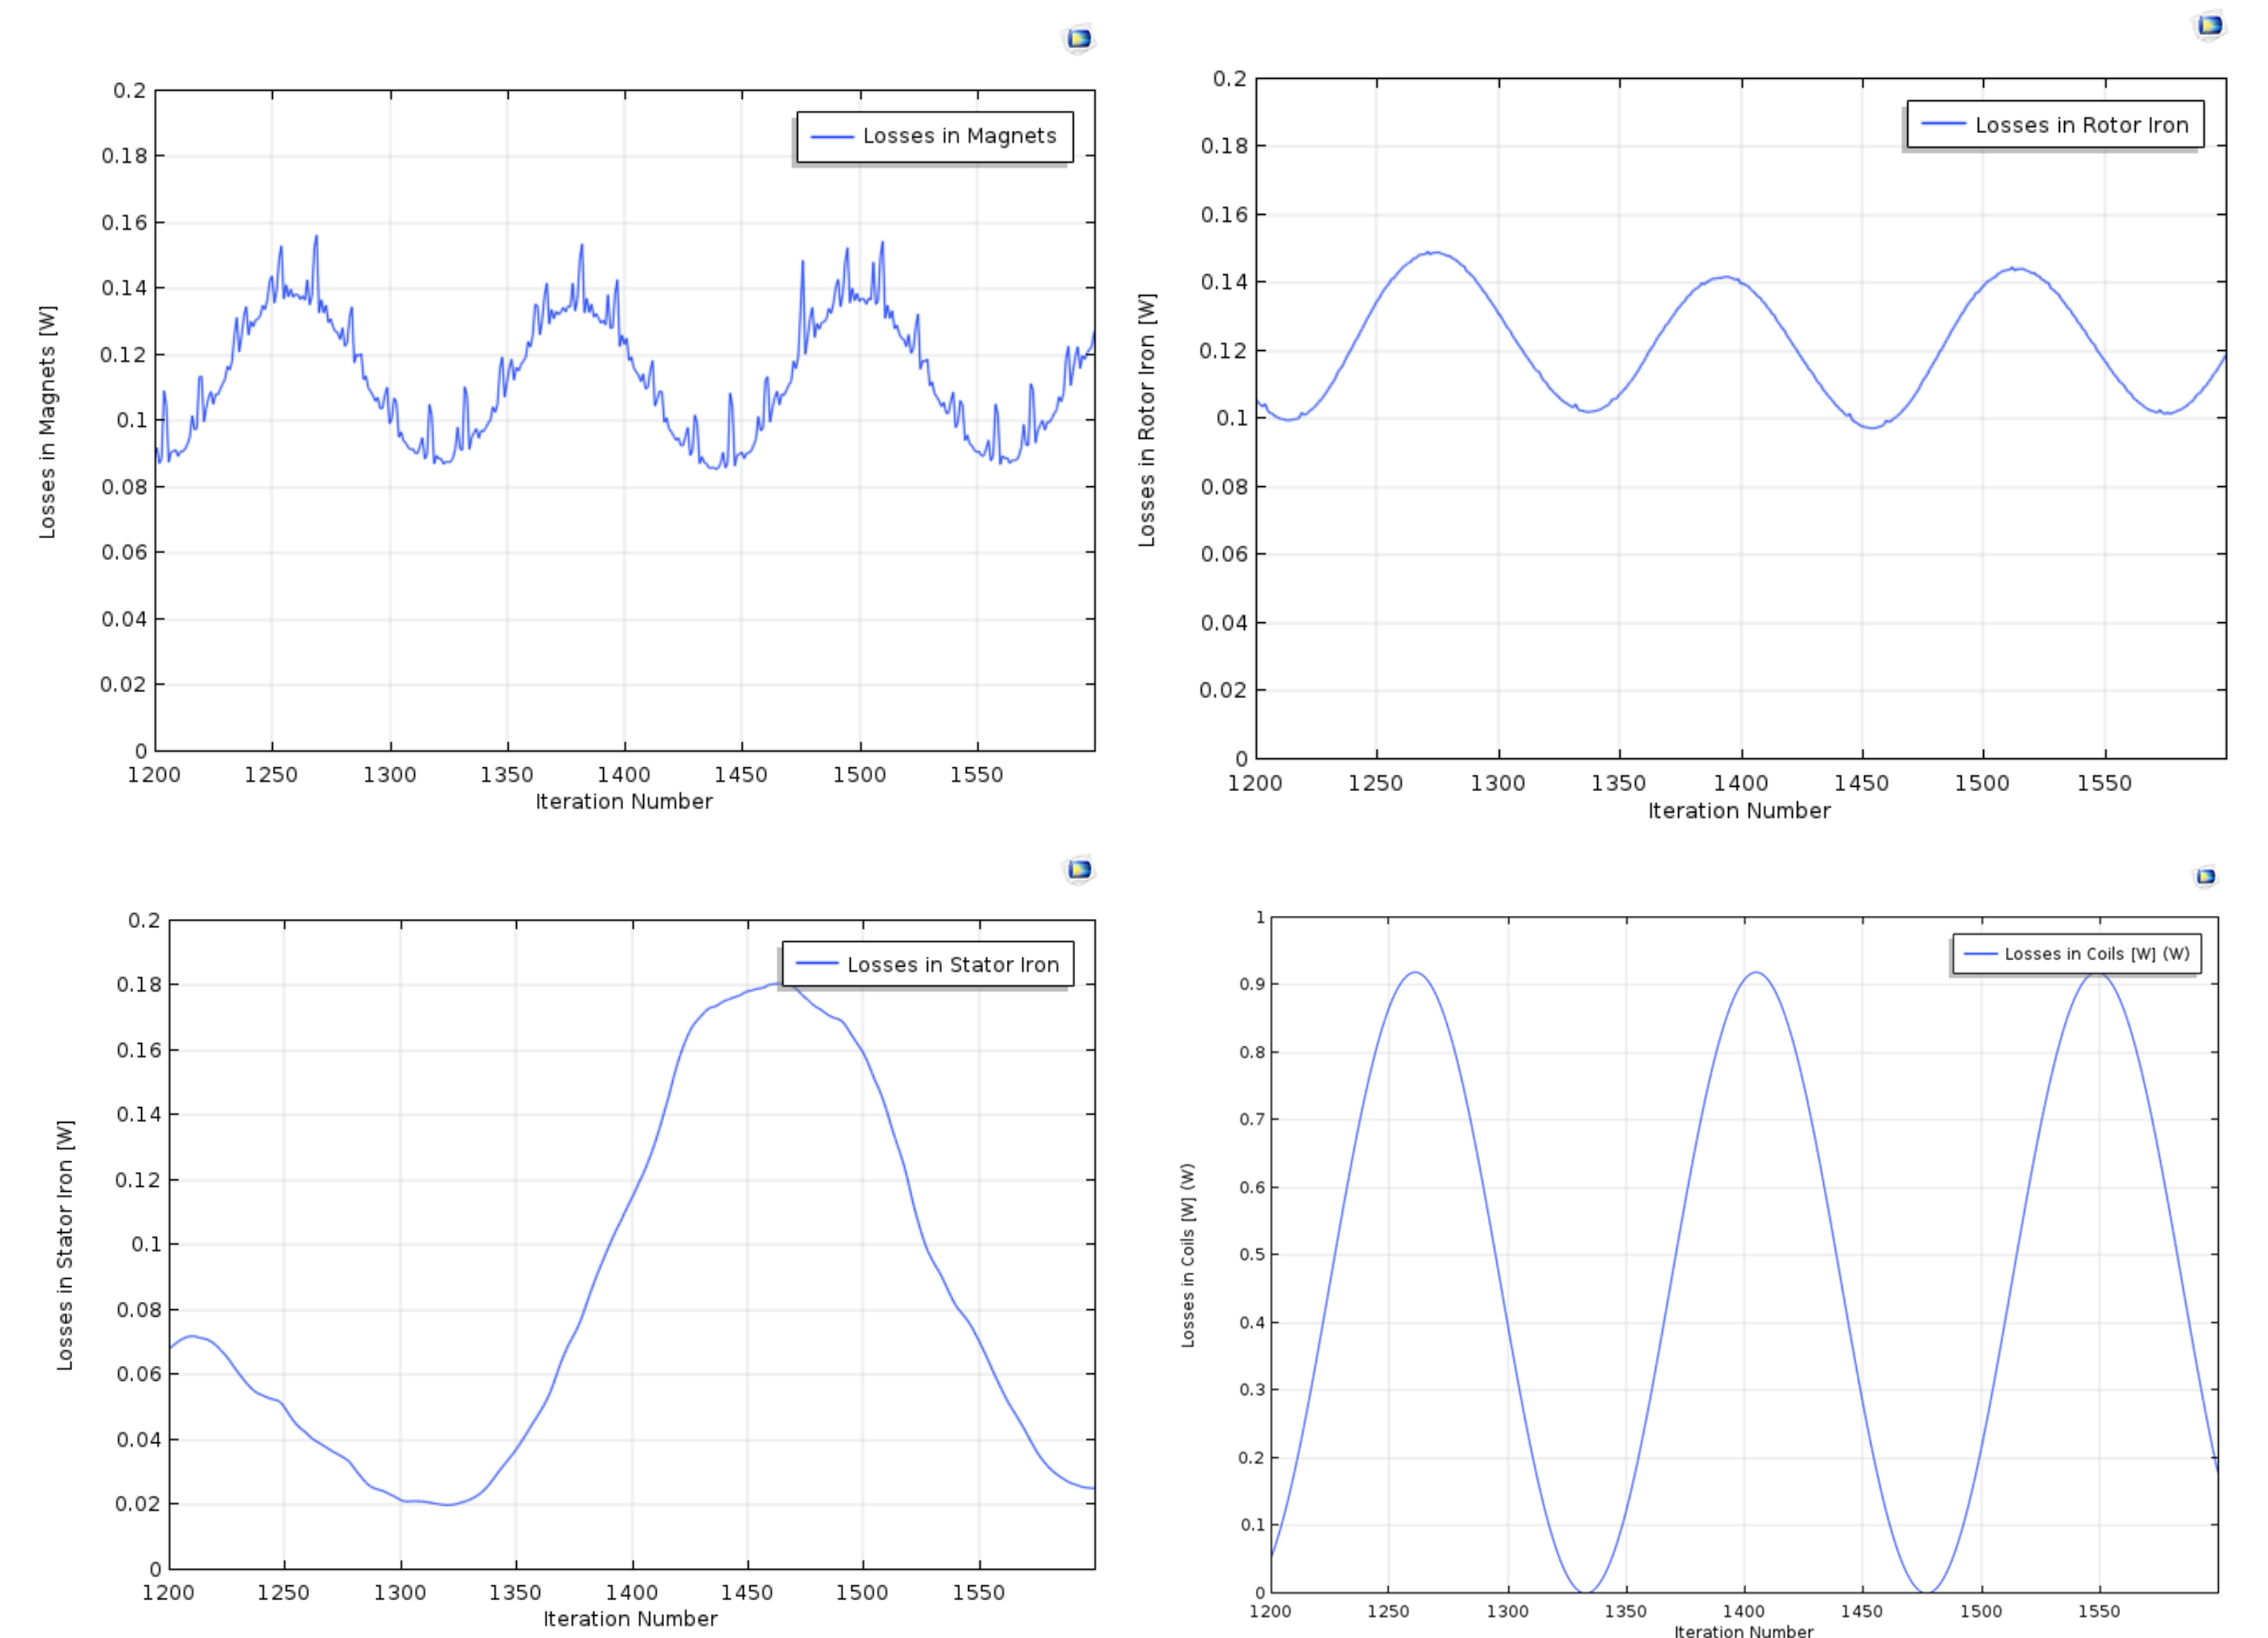 Losses in Magnets
Losses in Magnets [W]
0.2
0.18
0.16
0.14
0.12
0.1
0.08
0.06
0.04
0.02
0
1200 1250 1300 1350 1400 1450 1500 1550
Iteration Number
Losses in Rotor Iron
Losses in Rotor Iron [W]
0.2
0.18
0.16
0.14
0.12
0.1
0.08
0.06
0.04
0.02
0
1200 1250 1300 1350 1400 1450 1500 1550
Iteration Number
Losses in Stator Iron
Losses in Stator Iron [W]
0.2
0.18
0.16
0.14
0.12
0.1
0.08
0.06
0.04
0.02
0
1200 1250 1300 1350 1400 1450 1500 1550
Iteration Number
Losses in Coils [W] (W)
Losses in Coils [W] (W)
1
0.9
0.8
0.7
0.6
0.5
0.4
0.3
0.2
0.1
0
1200 1250 1300 1350 1400 1450 1500 1550
Iteration Number